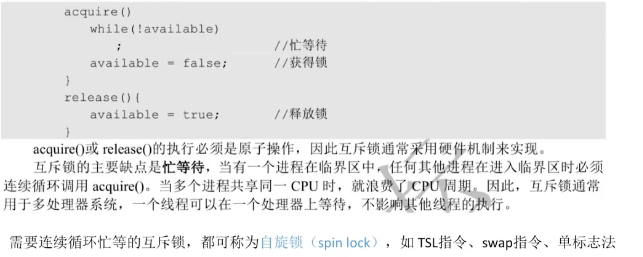 acquire()
while(!available)
;                    //忙等待
available = false;   //获得锁
}
release(){
available = true;    //释放锁
}
acquire()或 release()的执行必须是原子操作，因此互斥锁通常采用硬件机制来实现。
互斥锁的主要缺点是忙等待，当有一个进程在临界区中，任何其他进程在进入临界区时必须
连续循环调用 acquire()。当多个进程共享同一 CPU 时，就浪费了 CPU 周期。因此，互斥锁通常
用于多处理器系统，一个线程可以在一个处理器上等待，不影响其他线程的执行。
需要连续循环忙等的互斥锁，都可称为自旋锁（spin lock），如 TSL指令、swap指令、单标志法